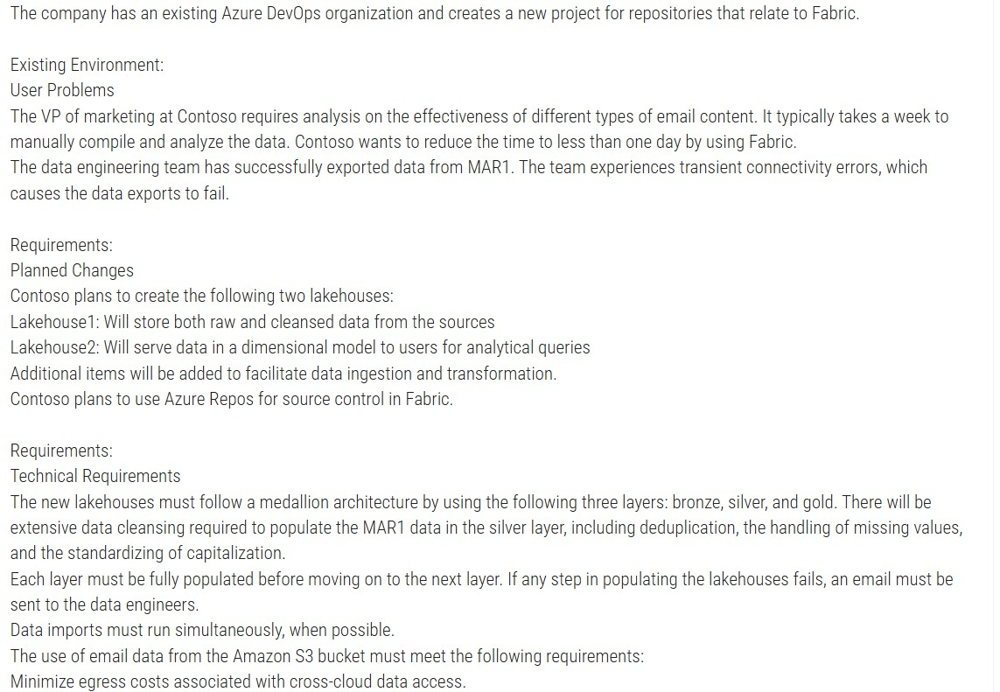 The company has an existing Azure DevOps organization and creates a new project for repositories that relate to Fabric.
Existing Environment:
User Problems
The VP of marketing at Contoso requires analysis on the effectiveness of different types of email content. It typically takes a week to
manually compile and analyze the data. Contoso wants to reduce the time to less than one day by using Fabric.
The data engineering team has successfully exported data from MAR1. The team experiences transient connectivity errors, which
causes the data exports to fail.
Requirements:
Planned Changes
Contoso plans to create the following two lakehouses:
Lakehouse1: Will store both raw and cleansed data from the sources
Lakehouse2: Will serve data in a dimensional model to users for analytical queries
Additional items will be added to facilitate data ingestion and transformation.
Contoso plans to use Azure Repos for source control in Fabric.
Requirements:
Technical Requirements
The new lakehouses must follow a medallion architecture by using the following three layers: bronze, silver, and gold. There will be
extensive data cleansing required to populate the MAR1 data in the silver layer, including deduplication, the handling of missing values,
and the standardizing of capitalization.
Each layer must be fully populated before moving on to the next layer. If any step in populating the lakehouses fails, an email must be
sent to the data engineers.
Data imports must run simultaneously, when possible.
The use of email data from the Amazon S3 bucket must meet the following requirements:
Minimize egress costs associated with cross-cloud data access.